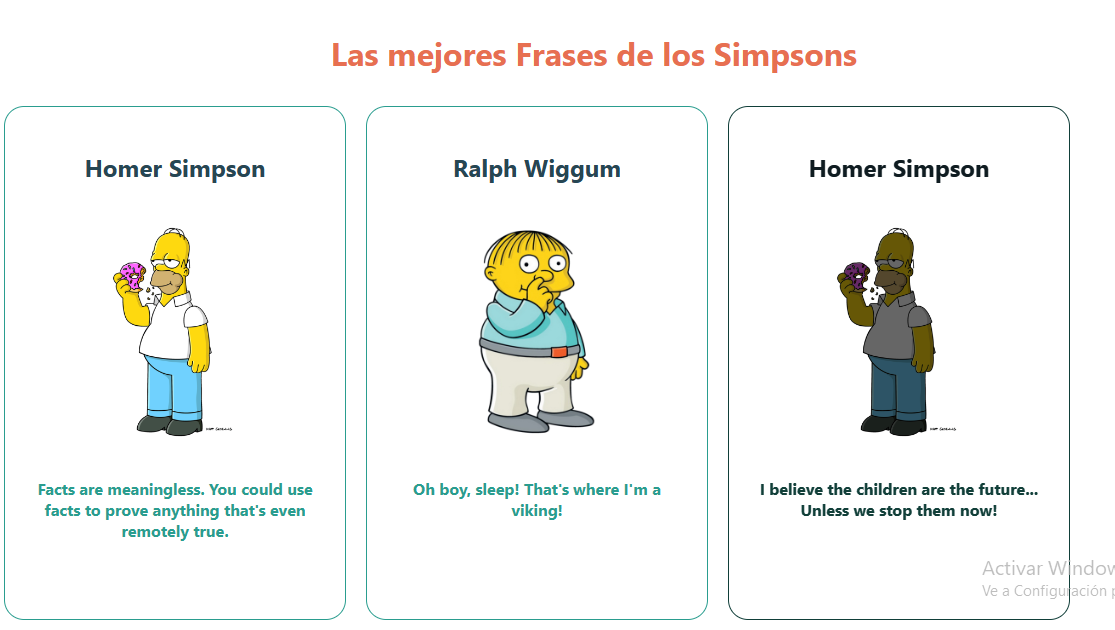 Las mejores Frases de los Simpsons
Homer Simpson
Ralph Wiggum
Homer Simpson
Facts are meaningless. You could use
facts to prove anything that's even
remotely true.
Oh boy, sleep! That's where I'm a
viking!
I believe the children are the future...
Unless we stop them now!
Activar Window
Ve a Configuración p